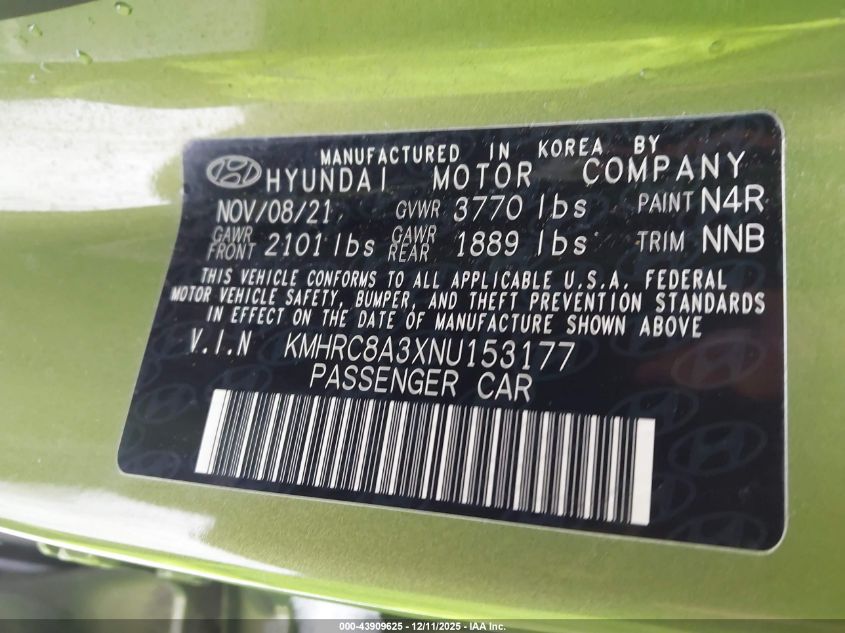 MANUFACTURED IN KOREA BY
HYUNDAI MOTOR COMPANY
NOV/08/21 GVWR 3770 lbs PAINT N4R
GAWR FRONT 2101 lbs GAWR REAR 1889 lbs TRIM NNB
THIS VEHICLE CONFORMS TO ALL APPLICABLE U.S.A. FEDERAL
MOTOR VEHICLE SAFETY, BUMPER, AND THEFT PREVENTION STANDARDS
IN EFFECT ON THE DATE OF MANUFACTURE SHOWN ABOVE
V.I.N KMHRC8A3XNU153177
PASSENGER CAR
000-43909625 - 12/11/2025 - IAA Inc.